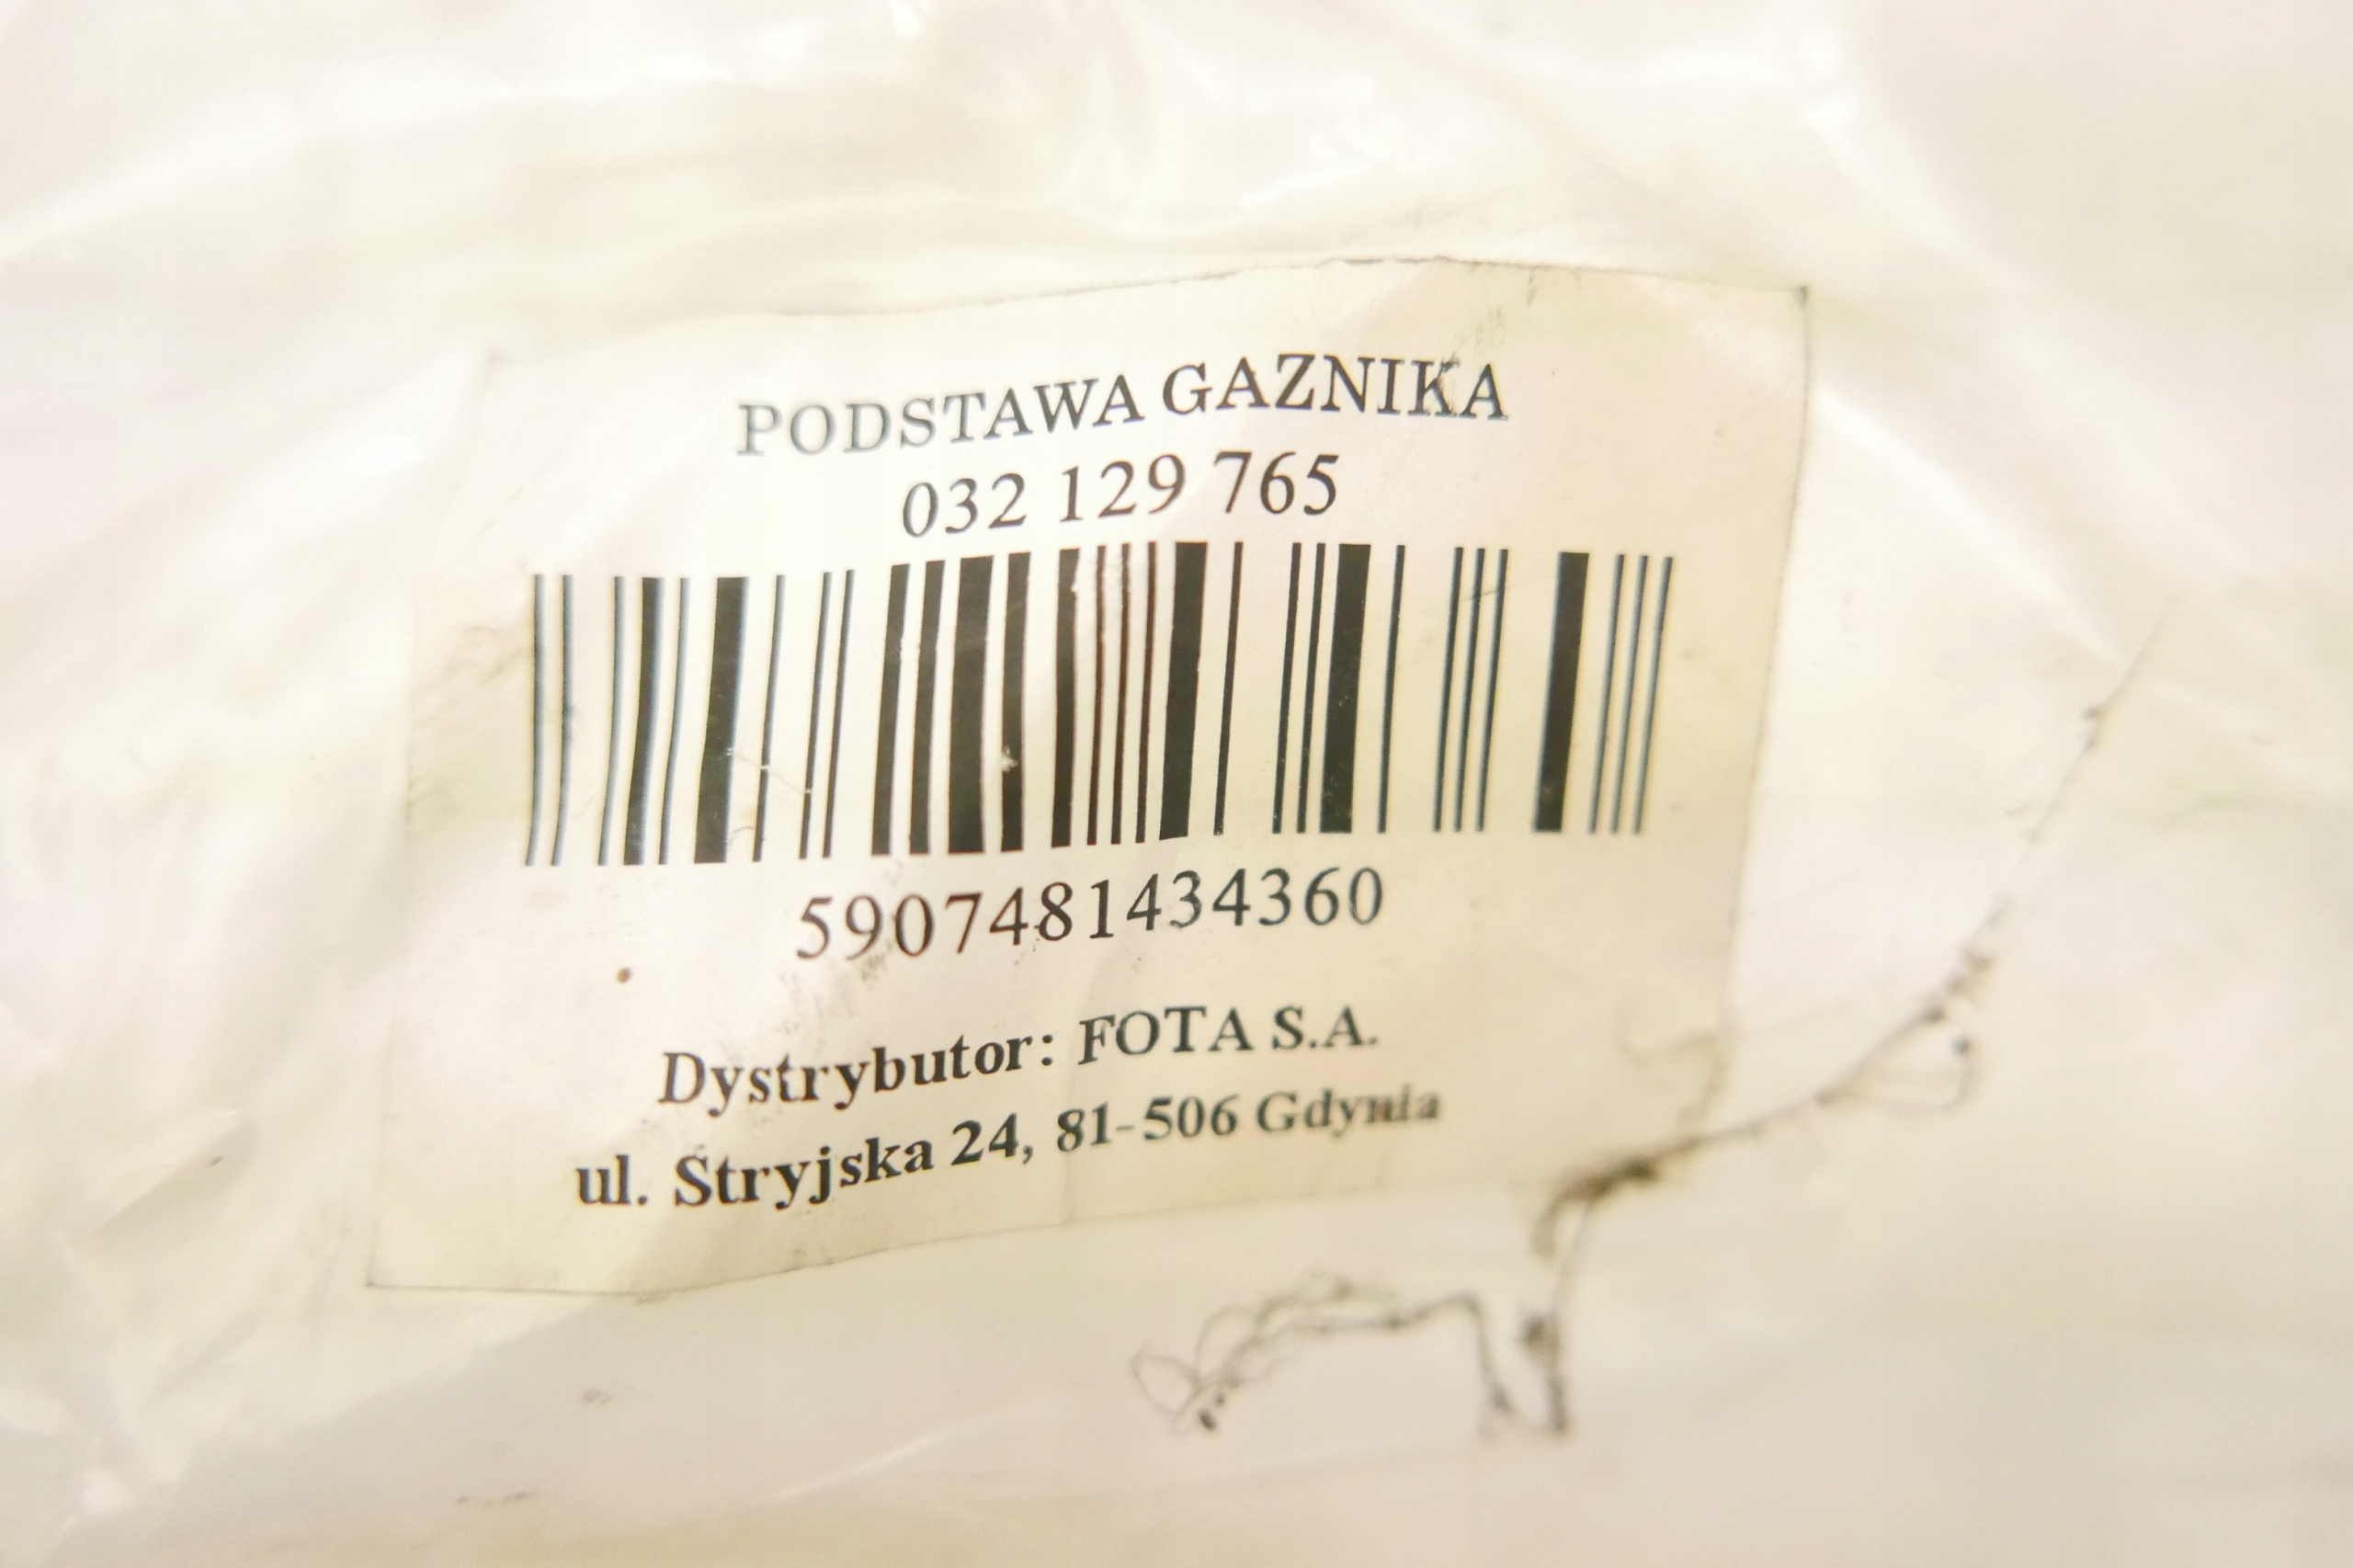 PODSTAWA GAZNIKA
032 129 765
5907481434360
Dystrybutor: FOTA S.A.
ul. Stryjska 24, 81-506 Gdynia